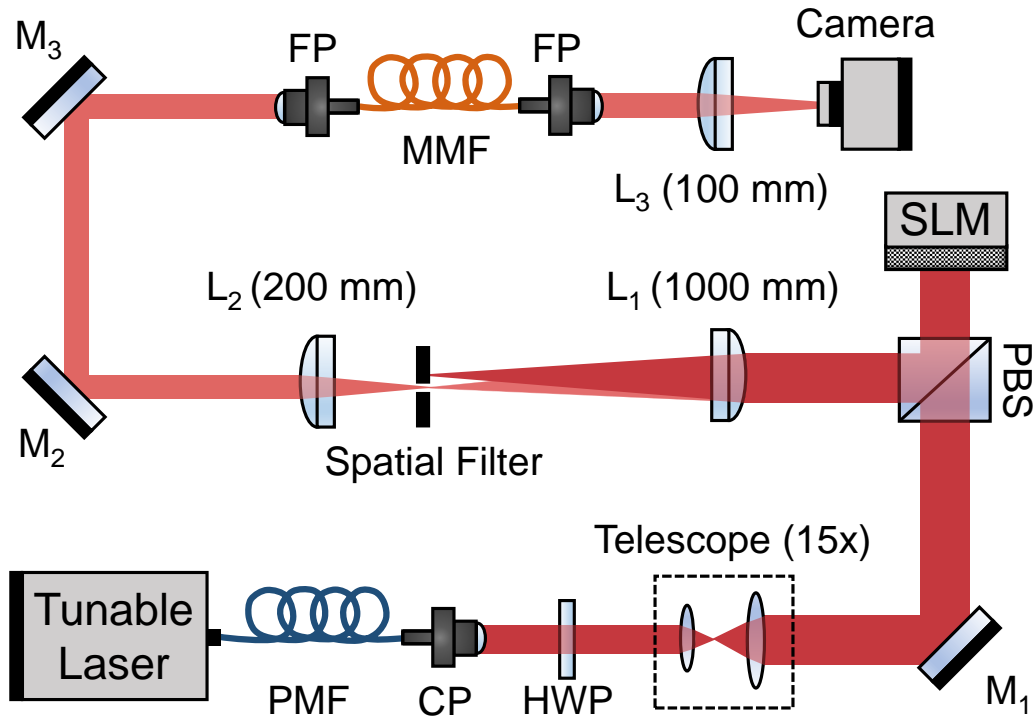 M₃
FP
FP
Camera
MMF
L₃ (100 mm)
SLM
L₂ (200 mm)
L₁ (1000 mm)
PBS
M₂
Spatial Filter
Telescope (15x)
Tunable
Laser
PMF
CP
HWP
M₁